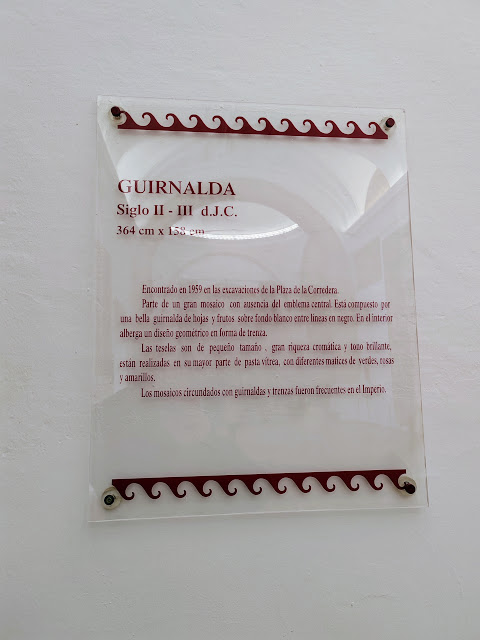 GUIRNALDA
Siglo II - III d.J.C.
364 cm x 158 cm
Encontrado en 1959 en las excavaciones de la Plaza de la Corredera.
Parte de un gran mosaico con ausencia del emblema central. Está compuesto por
una bella guirnalda de hojas y frutos sobre fondo blanco entre líneas en negro. En el interior
alberga un diseño geométrico en forma de trenza.
Las teselas son de pequeño tamaño , gran riqueza cromática y tono brillante,
están realizadas en su mayor parte de pasta vítrea, con diferentes matices de verdes, rosas
y amarillos.
Los mosaicos circundados con guirnaldas y trenzas fueron frecuentes en el Imperio.